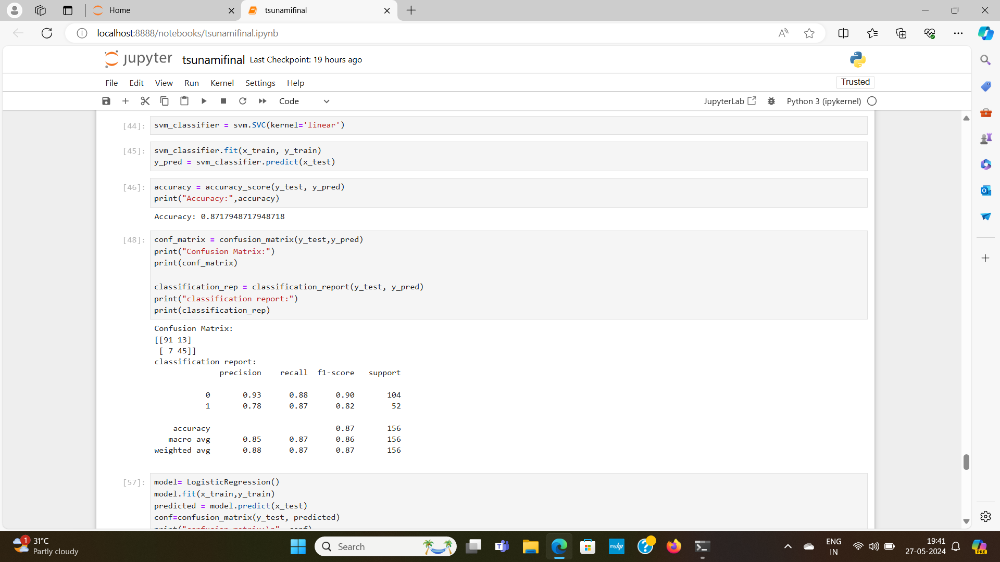 Home
tsunamifinal
localhost:8888/notebooks/tsunamifinal.ipynb
jupyter tsunamifinal Last Checkpoint: 19 hours ago
File Edit View Run Kernel Settings Help
Trusted
Code
JupyterLab
Python 3 (ipykernel)
[44]: svm_classifier = svm.SVC(kernel='linear')
[45]: svm_classifier.fit(x_train, y_train)
y_pred = svm_classifier.predict(x_test)
[46]: accuracy = accuracy_score(y_test, y_pred)
print("Accuracy:",accuracy)
Accuracy: 0.8717948717948718
[48]: conf_matrix = confusion_matrix(y_test,y_pred)
print("Confusion Matrix:")
print(conf_matrix)
classification_rep = classification_report(y_test, y_pred)
print("classification report:")
print(classification_rep)
Confusion Matrix:
[[91 13]
[ 7 45]]
classification report:
precision recall f1-score support
0 0.93 0.88 0.90 104
1 0.78 0.87 0.82 52
accuracy 0.87 156
macro avg 0.85 0.87 0.86 156
weighted avg 0.88 0.87 0.87 156
[57]: model= LogisticRegression()
model.fit(x_train,y_train)
predicted = model.predict(x_test)
conf=confusion_matrix(y_test, predicted)
1
31°C
Partly cloudy
Search
myhp
ENG
IN
19:41
27-05-2024
PRE